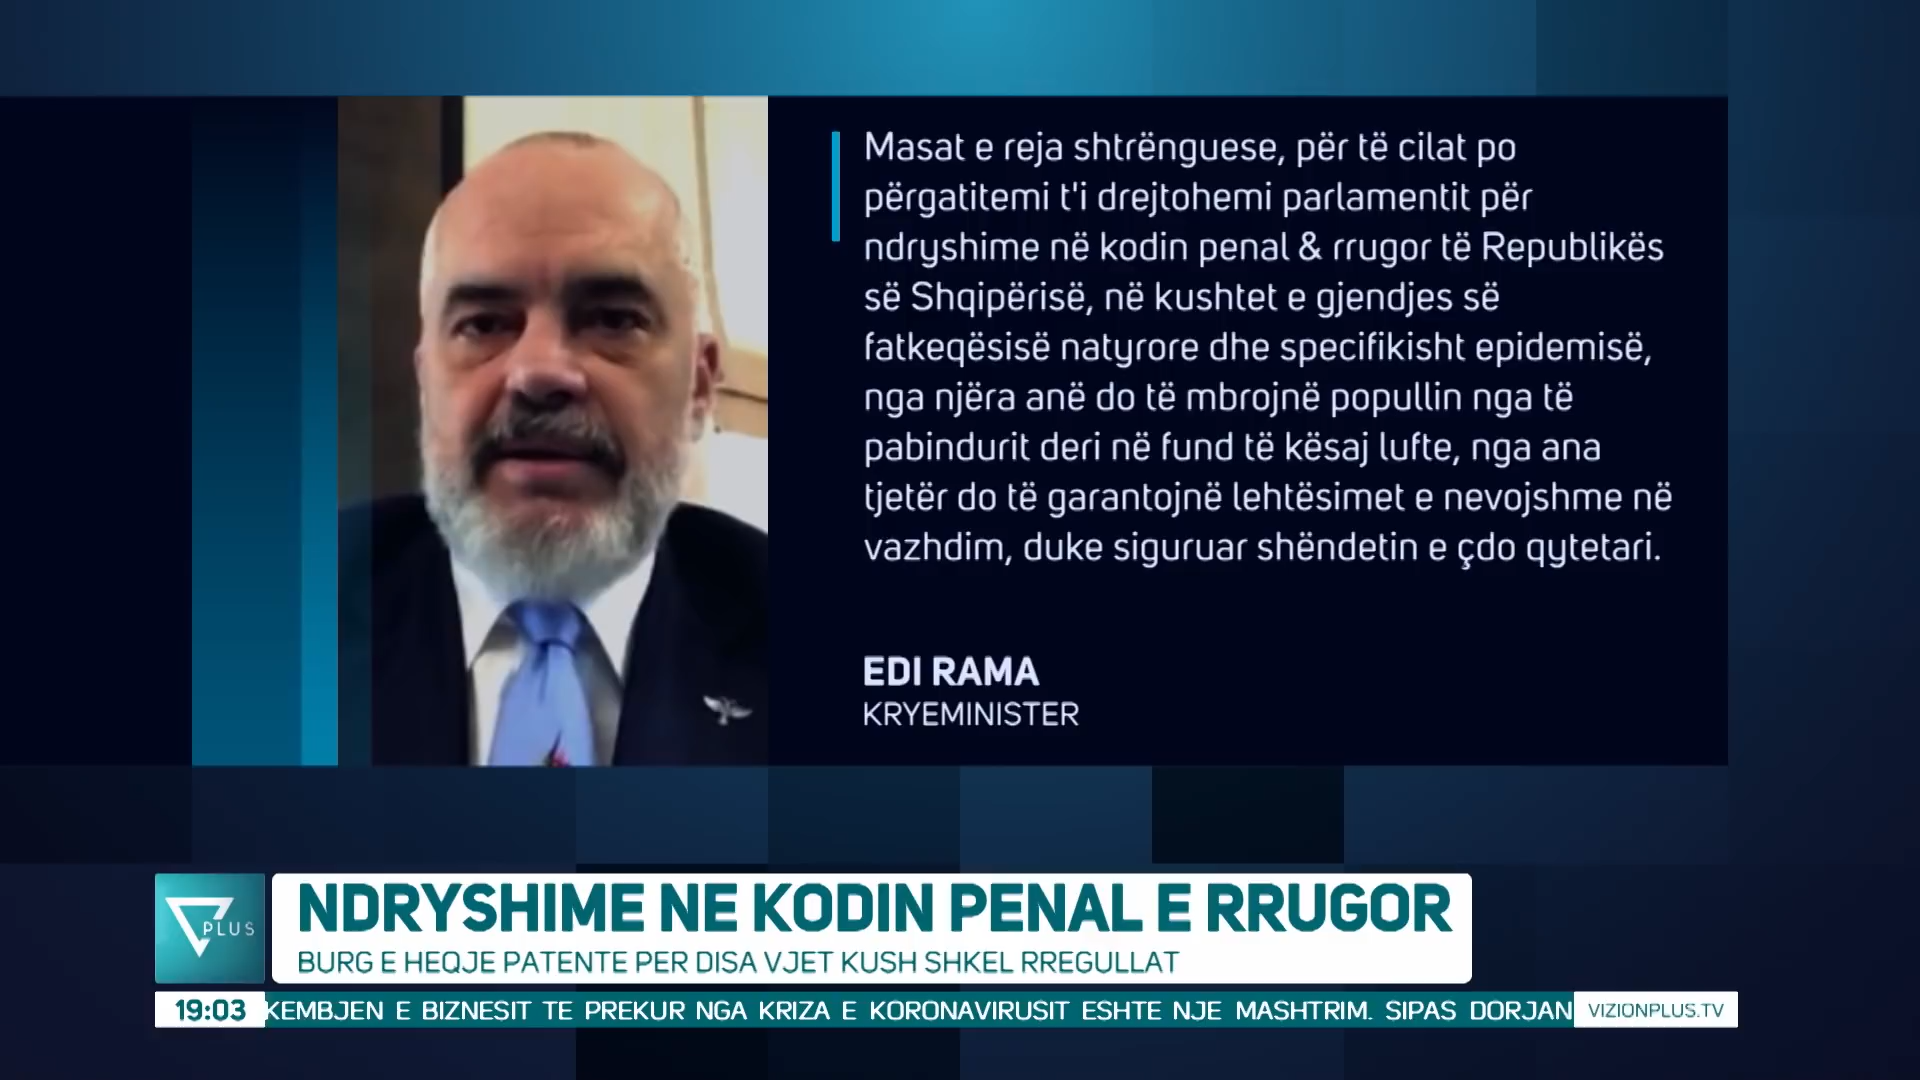 Masat e reja shtrënguese, për të cilat po
përgatitemi t'i drejtohemi parlamentit për
ndryshime në kodin penal & rrugor të Republikës
së Shqipërisë, në kushtet e gjendjes së
fatkeqësisë natyrore dhe specifikisht epidemisë,
nga njëra anë do të mbrojnë popullin nga të
pabindurit deri në fund të kësaj lufte, nga ana
tjetër do të garantojnë lehtësimet e nevojshme në
vazhdim, duke siguruar shëndetin e çdo qytetari.
EDI RAMA
KRYEMINISTER
PLUS
NDRYSHIME NE KODIN PENAL E RRUGOR
BURG E HEQJE PATENTE PER DISA VJET KUSH SHKEL RREGULLAT
19:03 KEMBJEN E BIZNESIT TE PREKUR NGA KRIZA E KORONAVIRUSIT ESHTE NJE MASHTRIM. SIPAS DORJAN VIZIONPLUS.TV